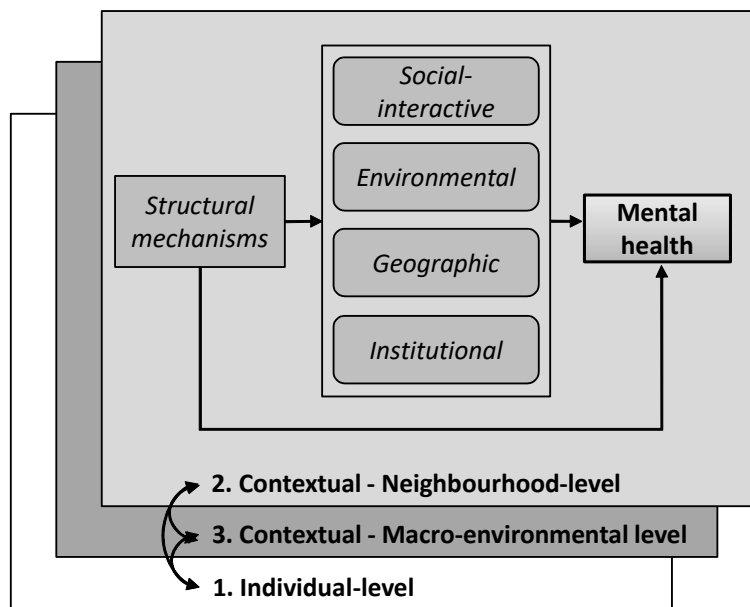 Social-
interactive
Environmental
Structural
mechanisms
Geographic
Institutional
Mental
health
2. Contextual - Neighbourhood-level
3. Contextual - Macro-environmental level
1. Individual-level